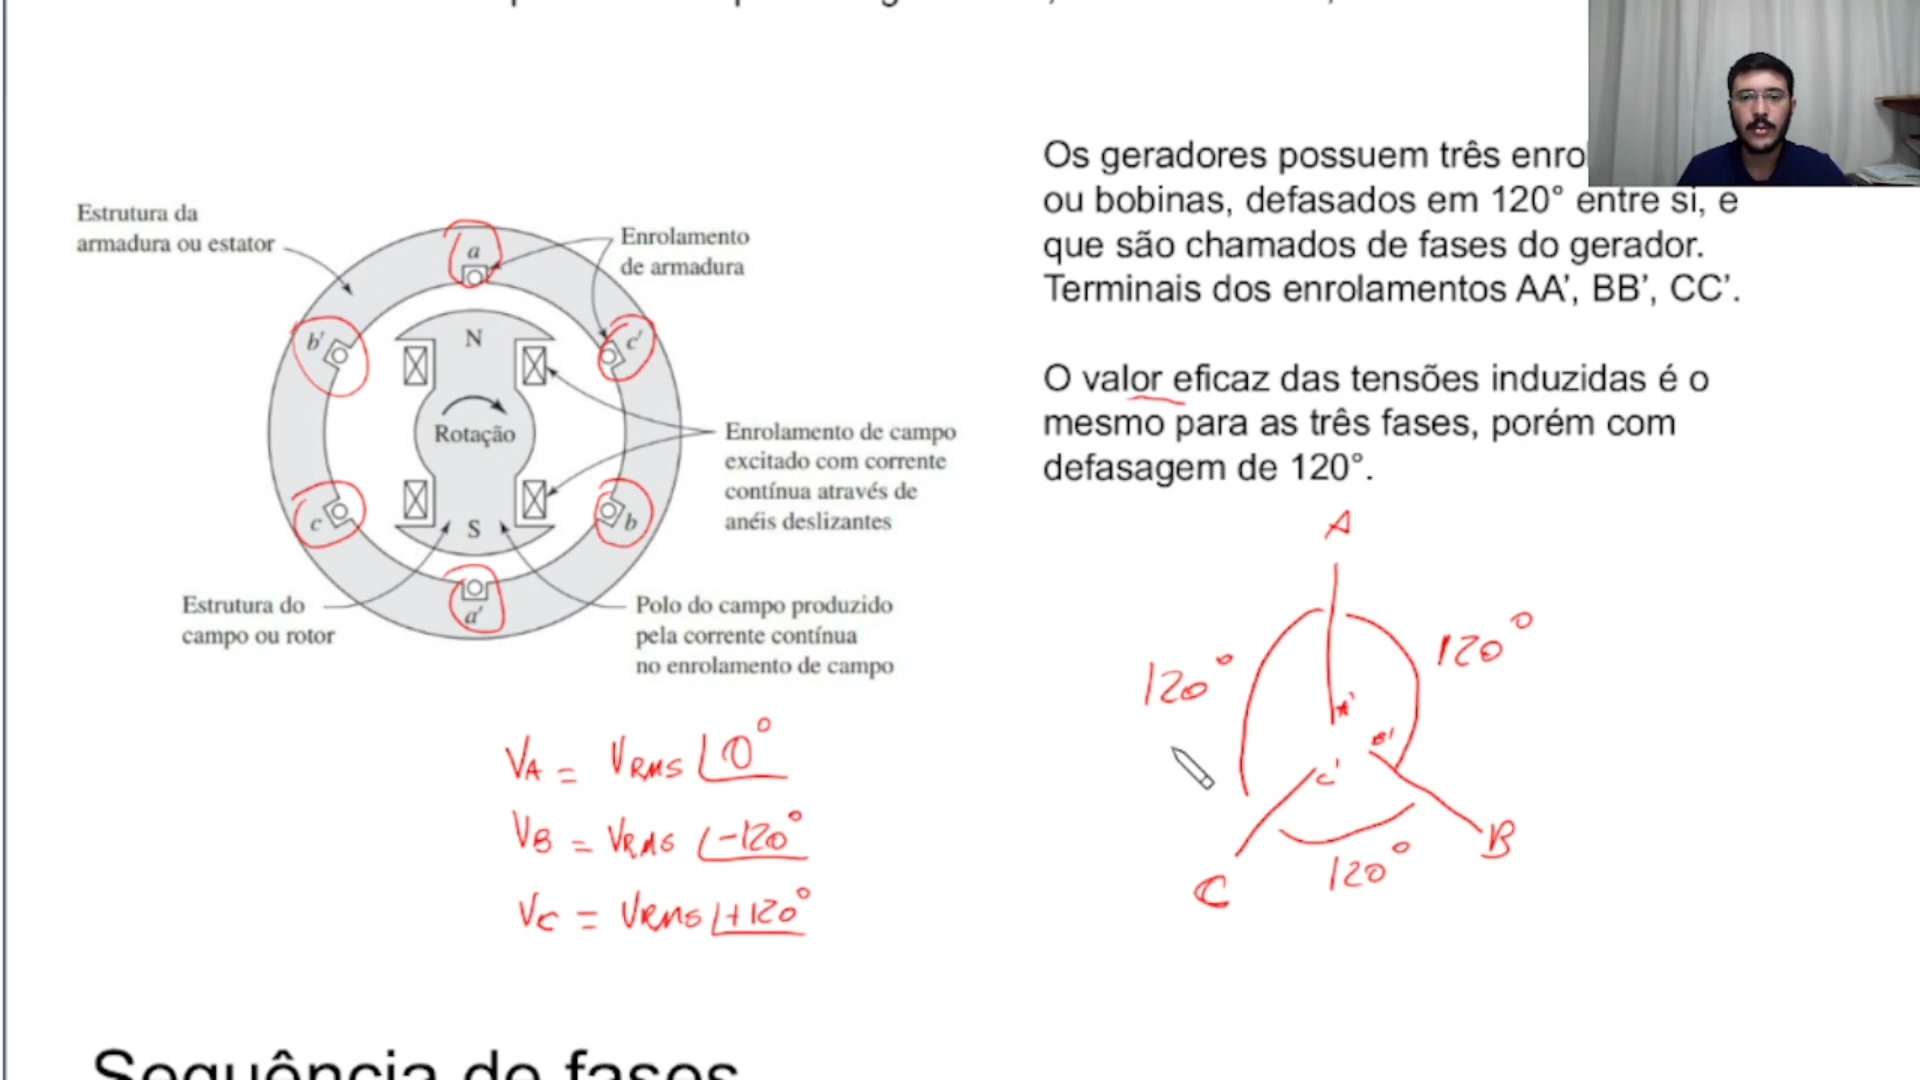 Estrutura da
armadura ou estator
a
Enrolamento
de armadura
b'
c'
N
Rotação
Enrolamento de campo
excitado com corrente
contínua através de
anéis deslizantes
c
S
b
Estrutura do
campo ou rotor
a'
Polo do campo produzido
pela corrente contínua
no enrolamento de campo
VA = VRMS ∠0°
VB = VRMS ∠-120°
VC = VRMS ∠+120°
Os geradores possuem três
ou bobinas, defasados em 120° entre si, e
que são chamados de fases do gerador.
Terminais dos enrolamentos AA’, BB’, CC’.
O valor eficaz das tensões induzidas é o
mesmo para as três fases, porém com
defasagem de 120°.
A
120°
120°
A'
B'
C'
B
120°
C
Sequência de fases